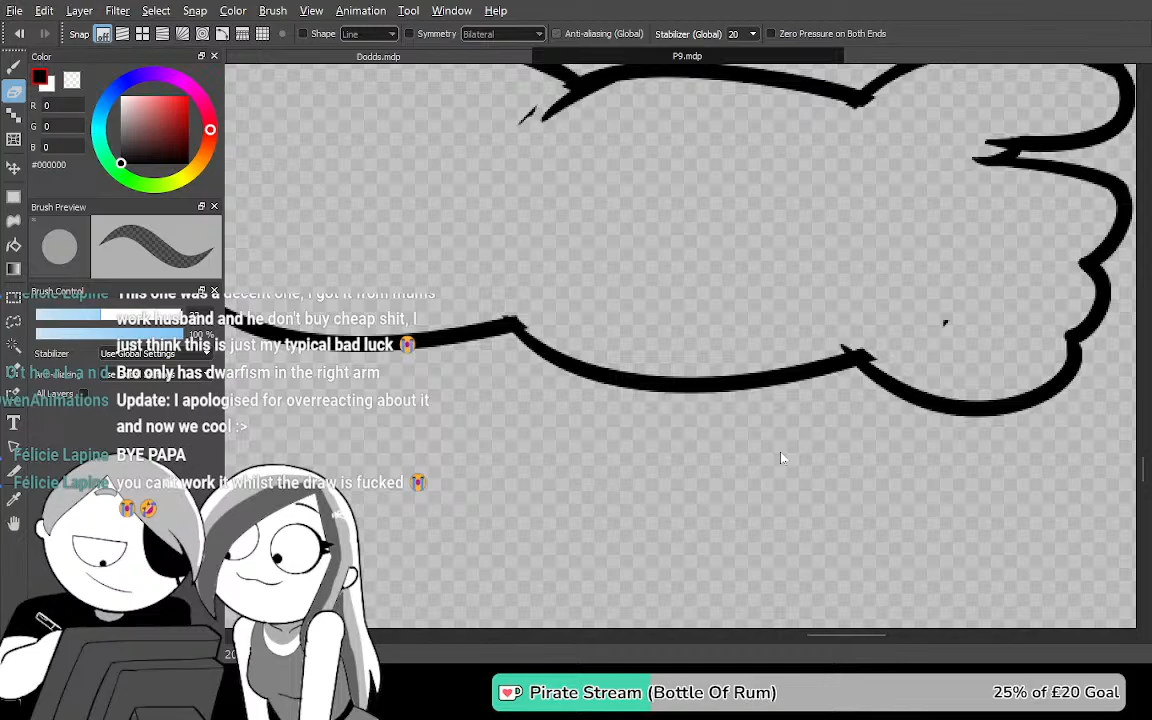 File Edit Layer Filter Select Snap Color Brush View Animation Tool Window Help
Snap off Shape Line Symmetry Bilateral Anti-aliasing (Global) Stabilizer (Global) 20 Zero Pressure on Both Ends
Color
Dodds.mdp P9.mdp
R 0
G 0
B 0
#000000
Brush Preview
Brush Control
Félicie Lapine This one was a decent one, I got it from mums
work husband and he don't buy cheap shit, I
100 %
just think this is just my typical bad luck
Stabilizer Use Global Settings
Bro only has dwarfism in the right arm
All Layers
owenAnimations Update: I apologised for overreacting about it
and now we cool :>
Félicie Lapine BYE PAPA
Félicie Lapine you can't work it whilst the draw is fucked
Pirate Stream (Bottle Of Rum) 25% of £20 Goal